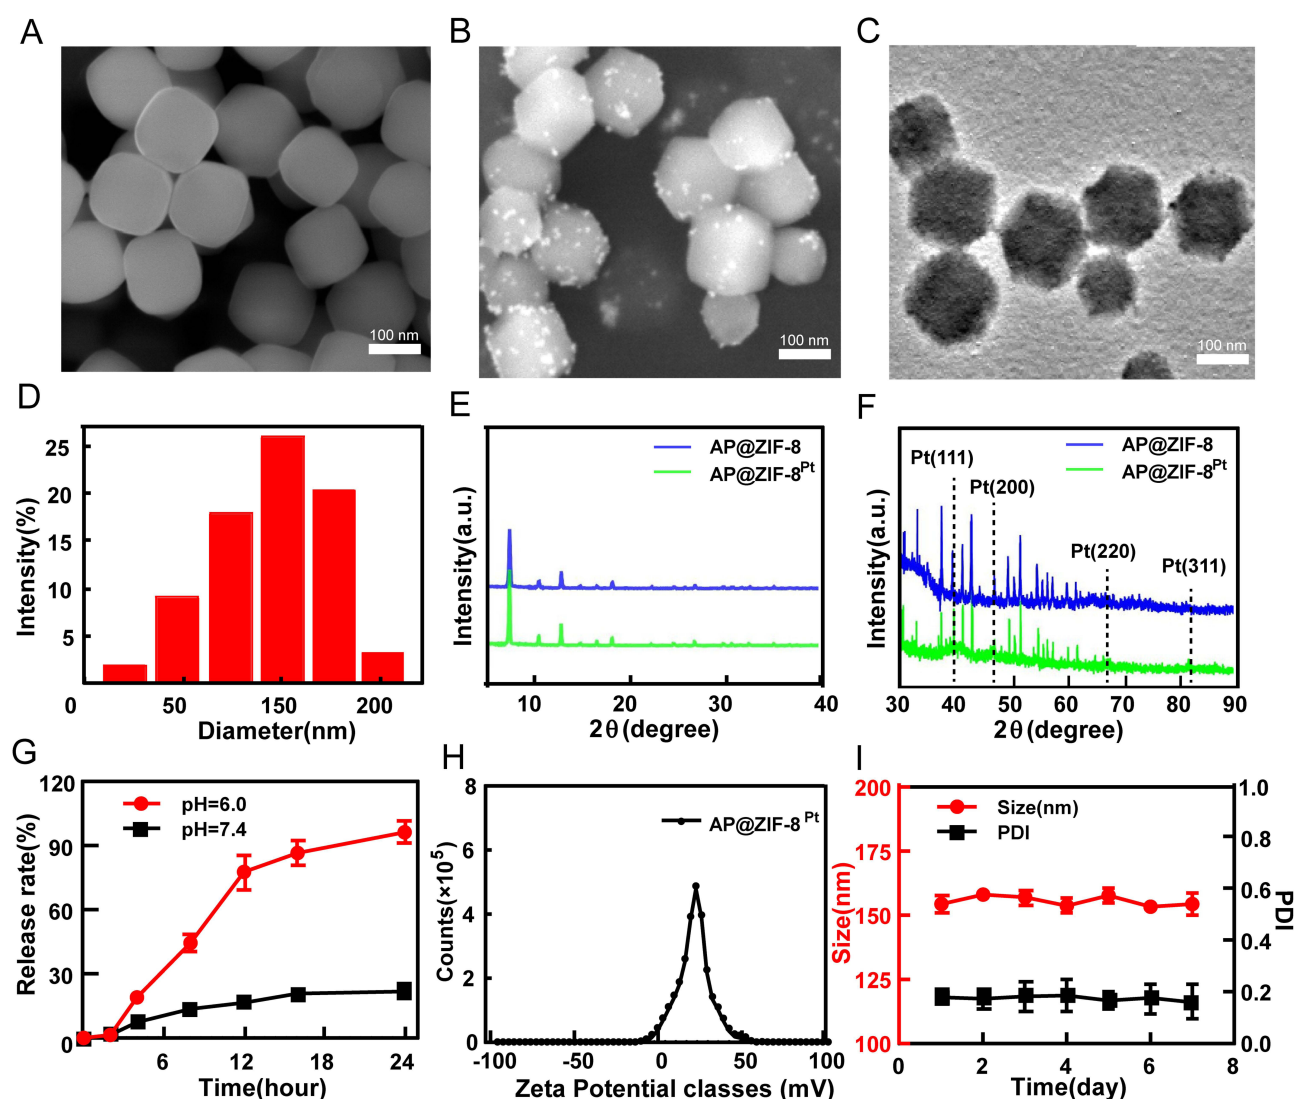 A
B
C
100 nm
100 nm
100 nm
D
E
F
Intensity(%)
25
20
15
10
5
0
50
150
200
Diameter(nm)
Intensity(a.u.)
AP@ZIF-8
AP@ZIF-8Pt
10
20
30
40
2θ(degree)
Intensity(a.u.)
AP@ZIF-8
AP@ZIF-8Pt
Pt(111)
Pt(200)
Pt(220)
Pt(311)
30
40
50
60
70
80
90
2θ(degree)
G
H
I
Release rate(%)
120
90
60
30
0
pH=6.0
pH=7.4
6
12
18
24
Time(hour)
Counts(×10⁵)
8
6
4
2
0
AP@ZIF-8 Pt
-100
-50
0
50
100
Zeta Potential classes (mV)
Size(nm)
200
175
150
125
100
Size(nm)
PDI
1.0
0.8
0.6
0.4
0.2
0.0
PDI
0
2
4
6
8
Time(day)